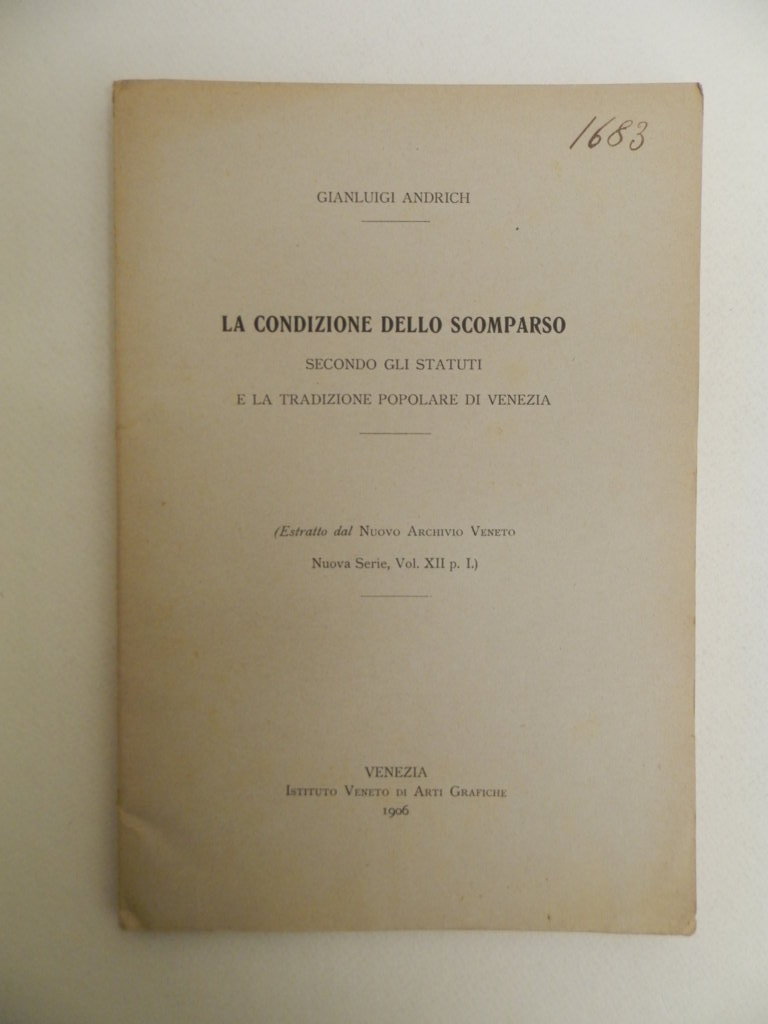 1683
GIANLUIGI ANDRICH
LA CONDIZIONE DELLO SCOMPARSO
SECONDO GLI STATUTI
E LA TRADIZIONE POPOLARE DI VENEZIA
(Estratto dal NUOVO ARCHIVIO VENETO
Nuova Serie, Vol. XII p. I.)
VENEZIA
ISTITUTO VENETO DI ARTI GRAFICHE
1906